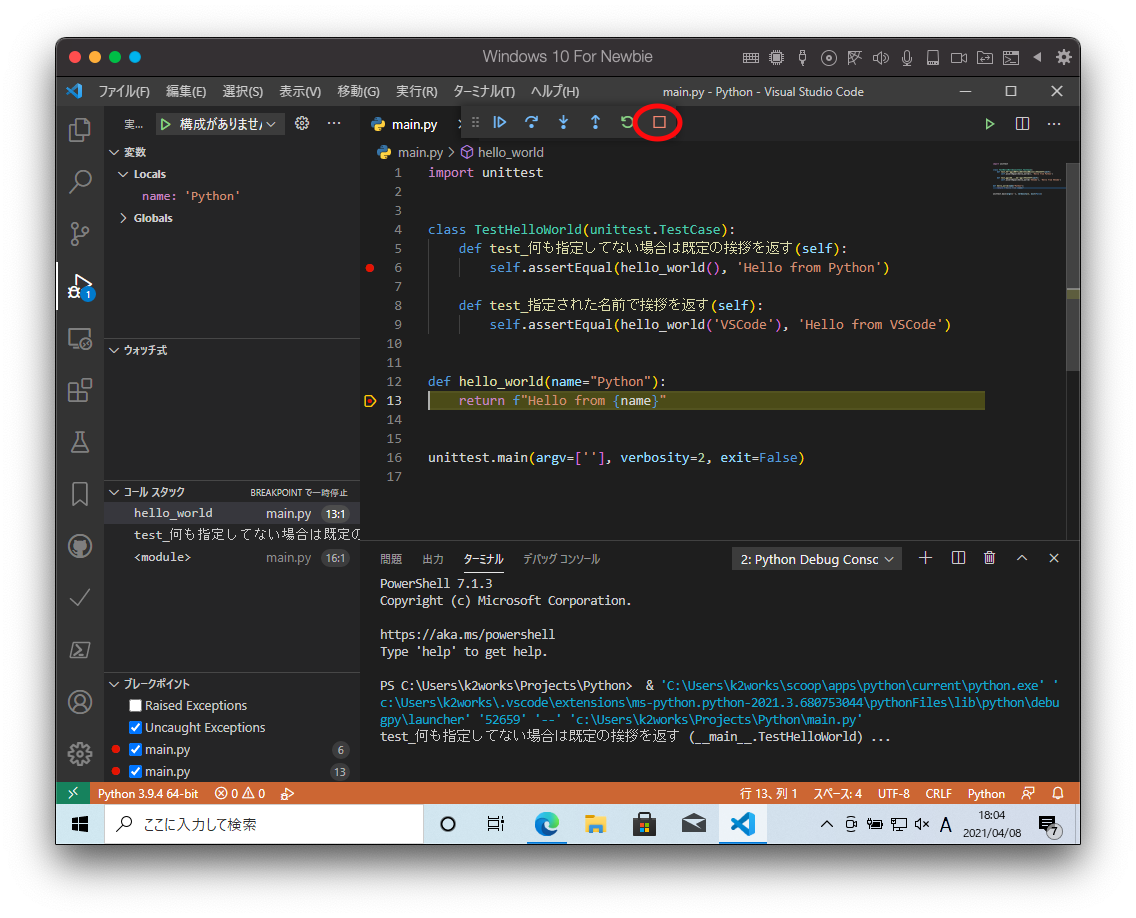 Windows 10 For Newbie
ファイル(F) 編集(E) 選択(S) 表示(V) 移動(G) 実行(R) ターミナル(T) ヘルプ(H) main.py - Python - Visual Studio Code
実... 構成がありませ
変数
Locals
name: 'Python'
Globals
ウォッチ式
コール スタック BREAKPOINT で一時停止
hello_world main.py 13:1
test_何も指定してない場合は既定の
<module> main.py 16:1
ブレークポイント
Raised Exceptions
Uncaught Exceptions
main.py 6
main.py 13
1
main.py
main.py > hello_world
1 import unittest
2
3
4 class TestHelloWorld(unittest.TestCase):
5 def test_何も指定してない場合は既定の挨拶を返す(self):
6 self.assertEqual(hello_world(), 'Hello from Python')
7
8 def test_指定された名前で挨拶を返す(self):
9 self.assertEqual(hello_world('VSCode'), 'Hello from VSCode')
10
11
12 def hello_world(name="Python"):
13 return f"Hello from {name}"
14
15
16 unittest.main(argv=[''], verbosity=2, exit=False)
17
問題 出力 ターミナル デバッグ コンソール 2: Python Debug Consc
PowerShell 7.1.3
Copyright (c) Microsoft Corporation.
https://aka.ms/powershell
Type 'help' to get help.
PS C:\Users\k2works\Projects\Python> & 'C:\Users\k2works\scoop\apps\python\current\python.exe' '
c:\Users\k2works\.vscode\extensions\ms-python.python-2021.3.680753044\pythonFiles\lib\python\debu
gpy\launcher' '52659' '--' 'c:\Users\k2works\Projects\Python\main.py'
test_何も指定してない場合は既定の挨拶を返す (__main__.TestHelloWorld) ...
Python 3.9.4 64-bit 0 0 行 13、列 1 スペース: 4 UTF-8 CRLF Python
ここに入力して検索 A 18:04
2021/04/08 7